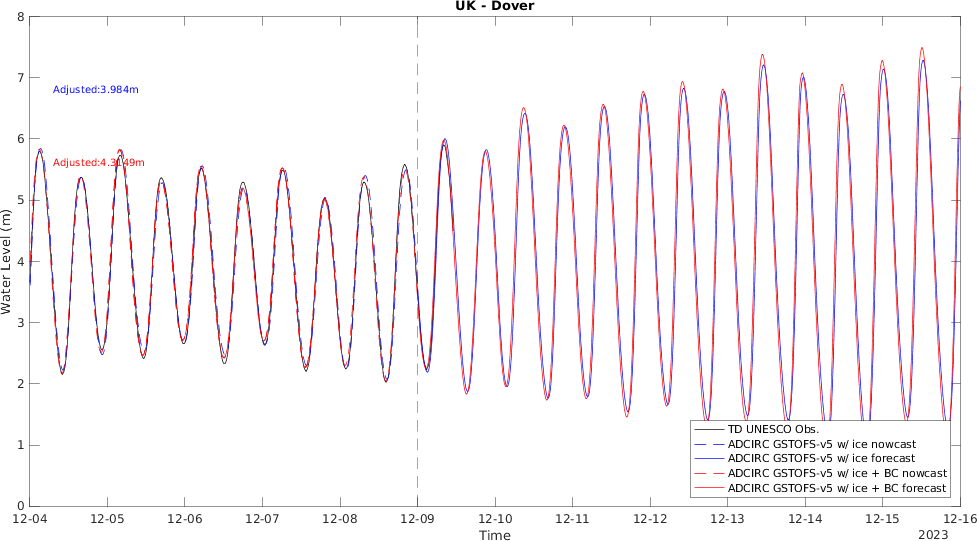 UK - Dover
8
7
6
5
4
3
2
1
0
Water Level (m)
Adjusted:3.984m
Adjusted:4.3149m
TD UNESCO Obs.
ADCIRC GSTOFS-v5 w/ ice nowcast
ADCIRC GSTOFS-v5 w/ ice forecast
ADCIRC GSTOFS-v5 w/ ice + BC nowcast
ADCIRC GSTOFS-v5 w/ ice + BC forecast
12-04 12-05 12-06 12-07 12-08 12-09 12-10 12-11 12-12 12-13 12-14 12-15 12-16
Time
2023